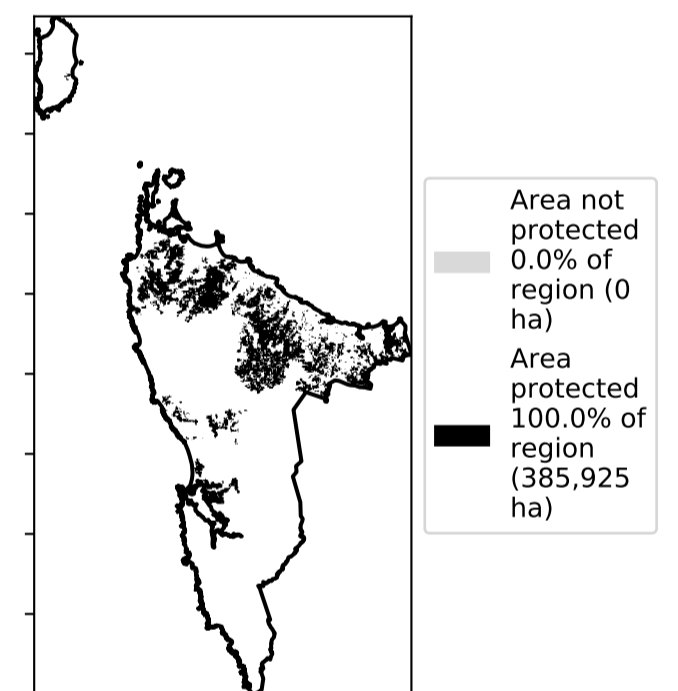 Area not
protected
0.0% of
region (0
ha)
Area
protected
100.0% of
region
(385,925
ha)